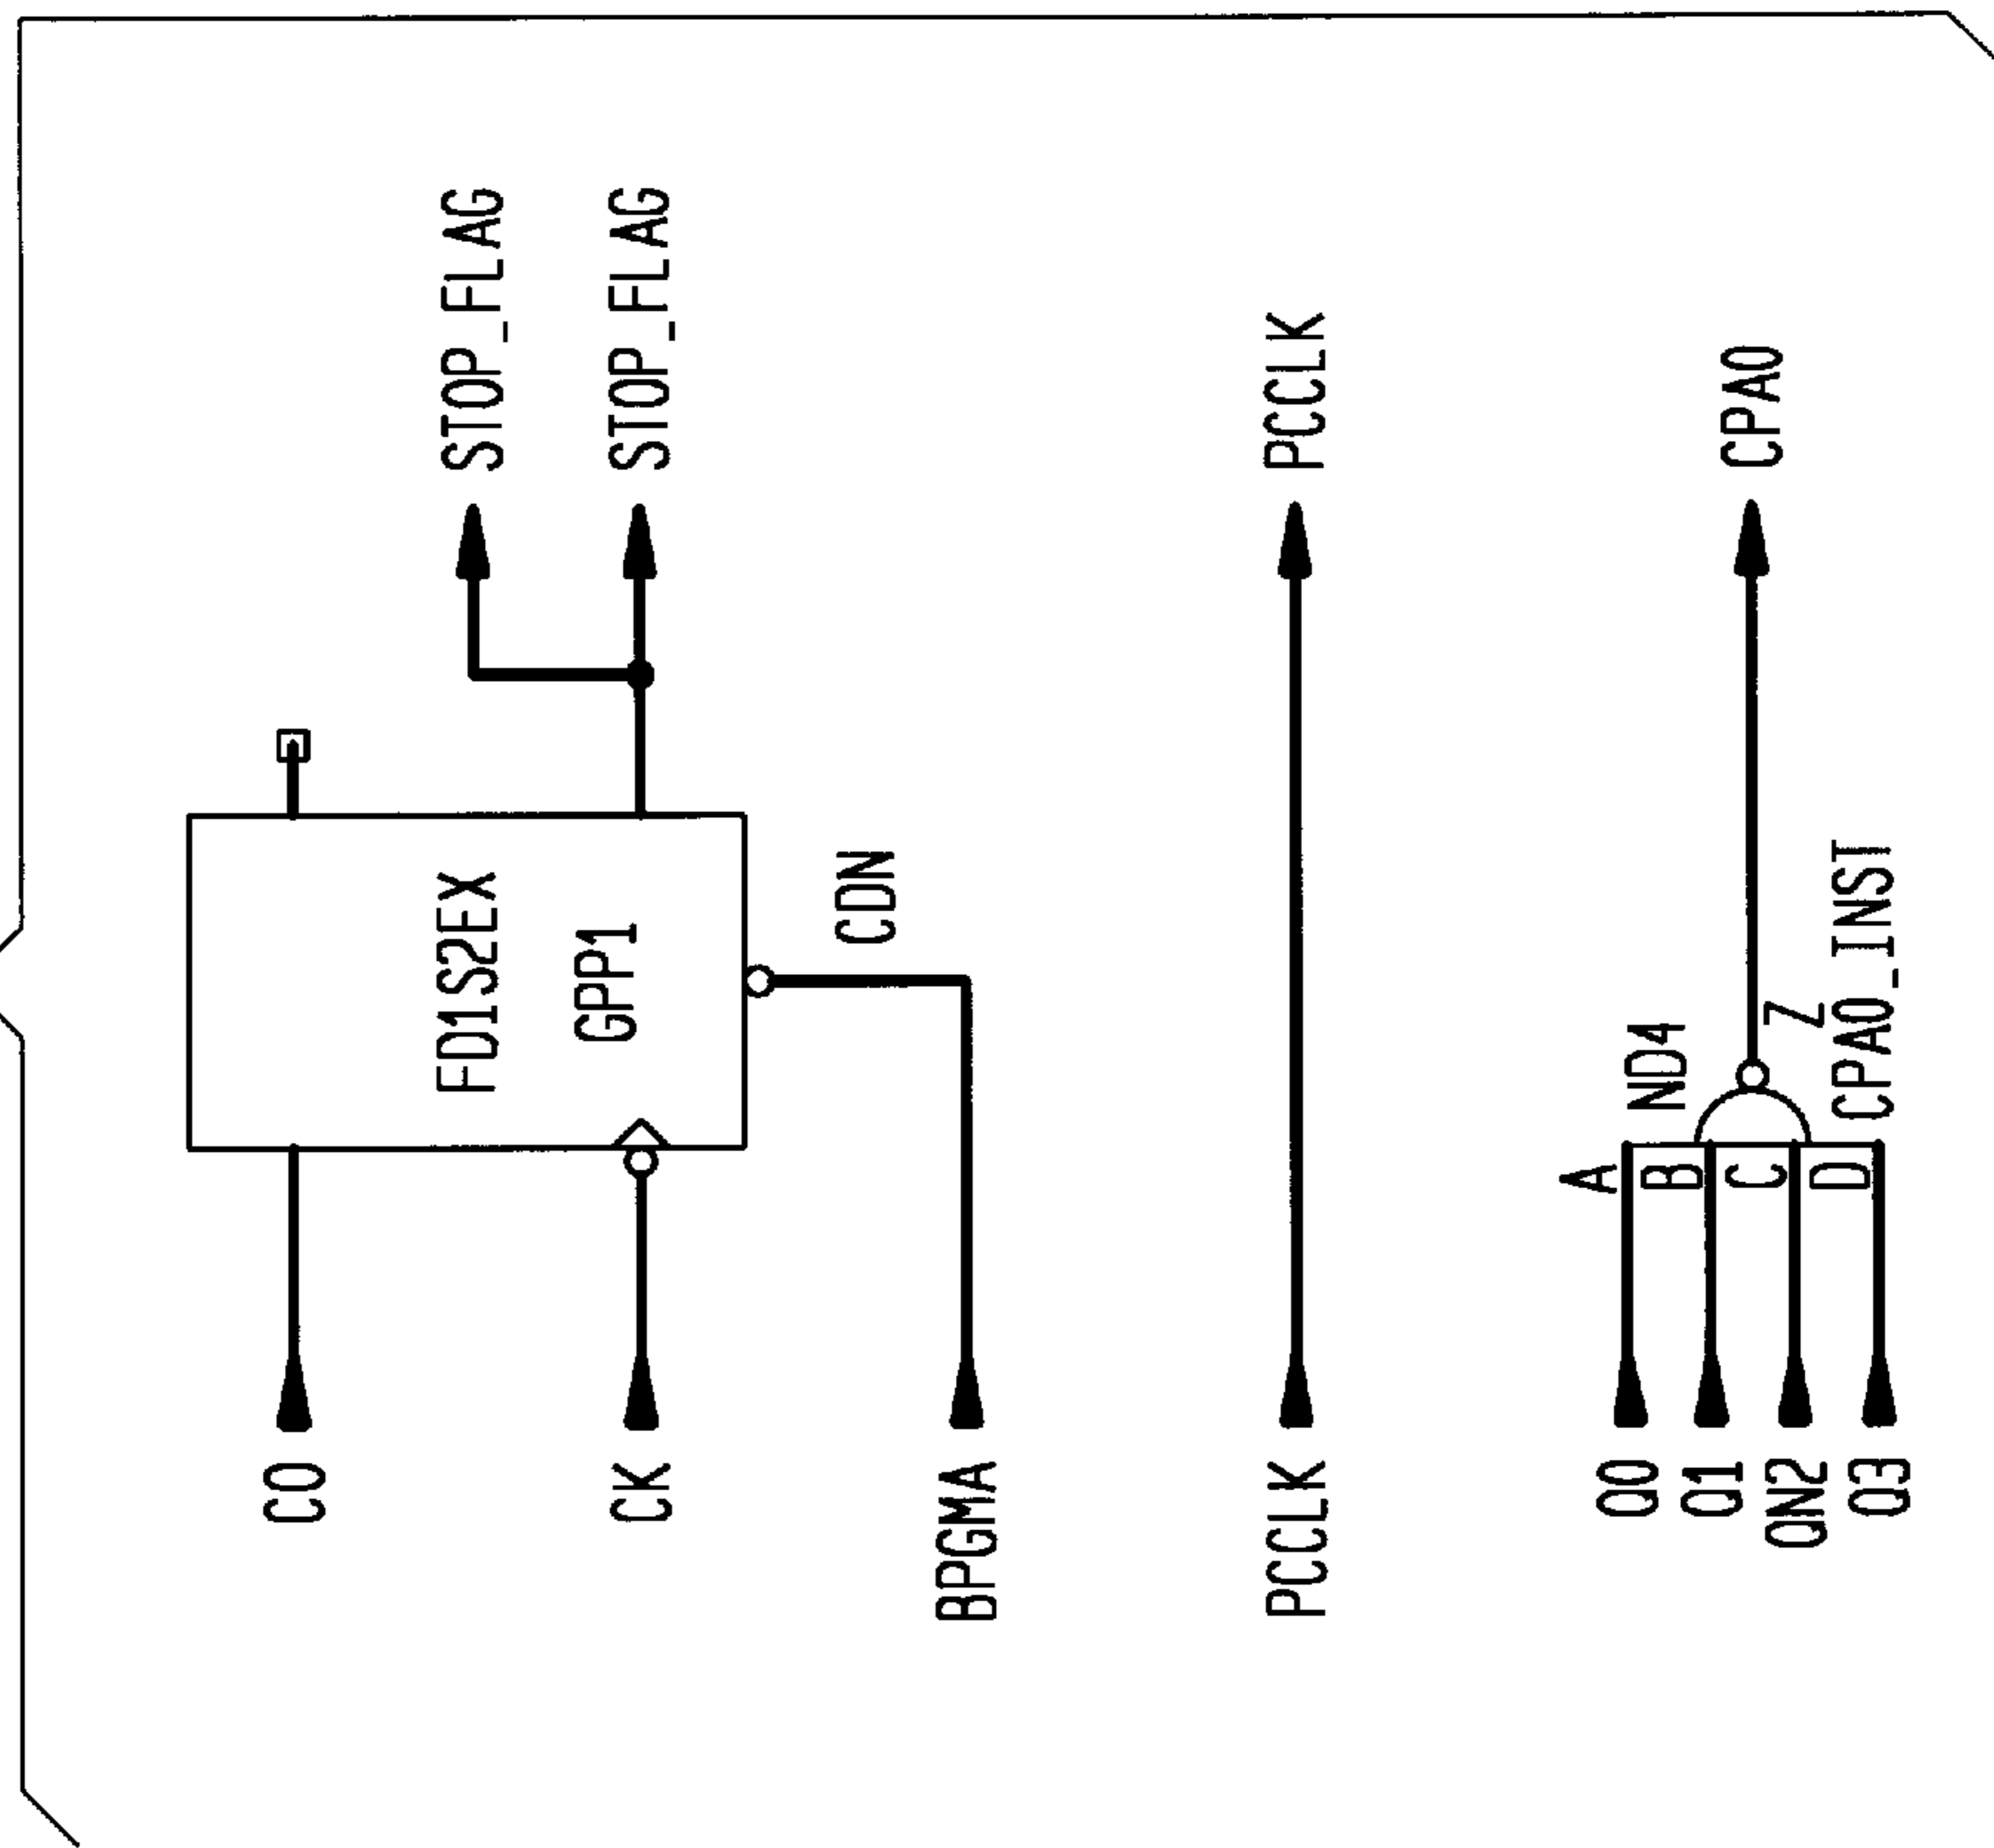 CO
FD1S2EX
STOP_FLAG
GPP1
CK
STOP_FLAG
CDN
BPGMA
PCCLK
PCCLK
A
Q0
ND4
B
Q1
CPA0
C
QN2
Z
D
Q3
CPA0_INST